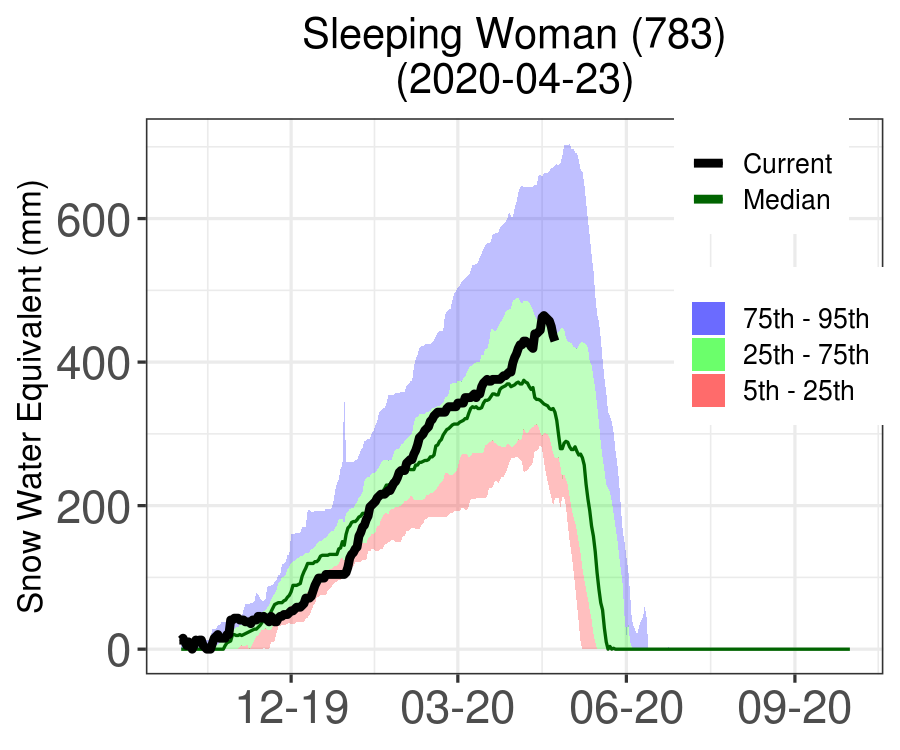 Sleeping Woman (783)
(2020-04-23)
Snow Water Equivalent (mm)
600
400
200
0
12-19
03-20
06-20
09-20
Current
Median
75th - 95th
25th - 75th
5th - 25th